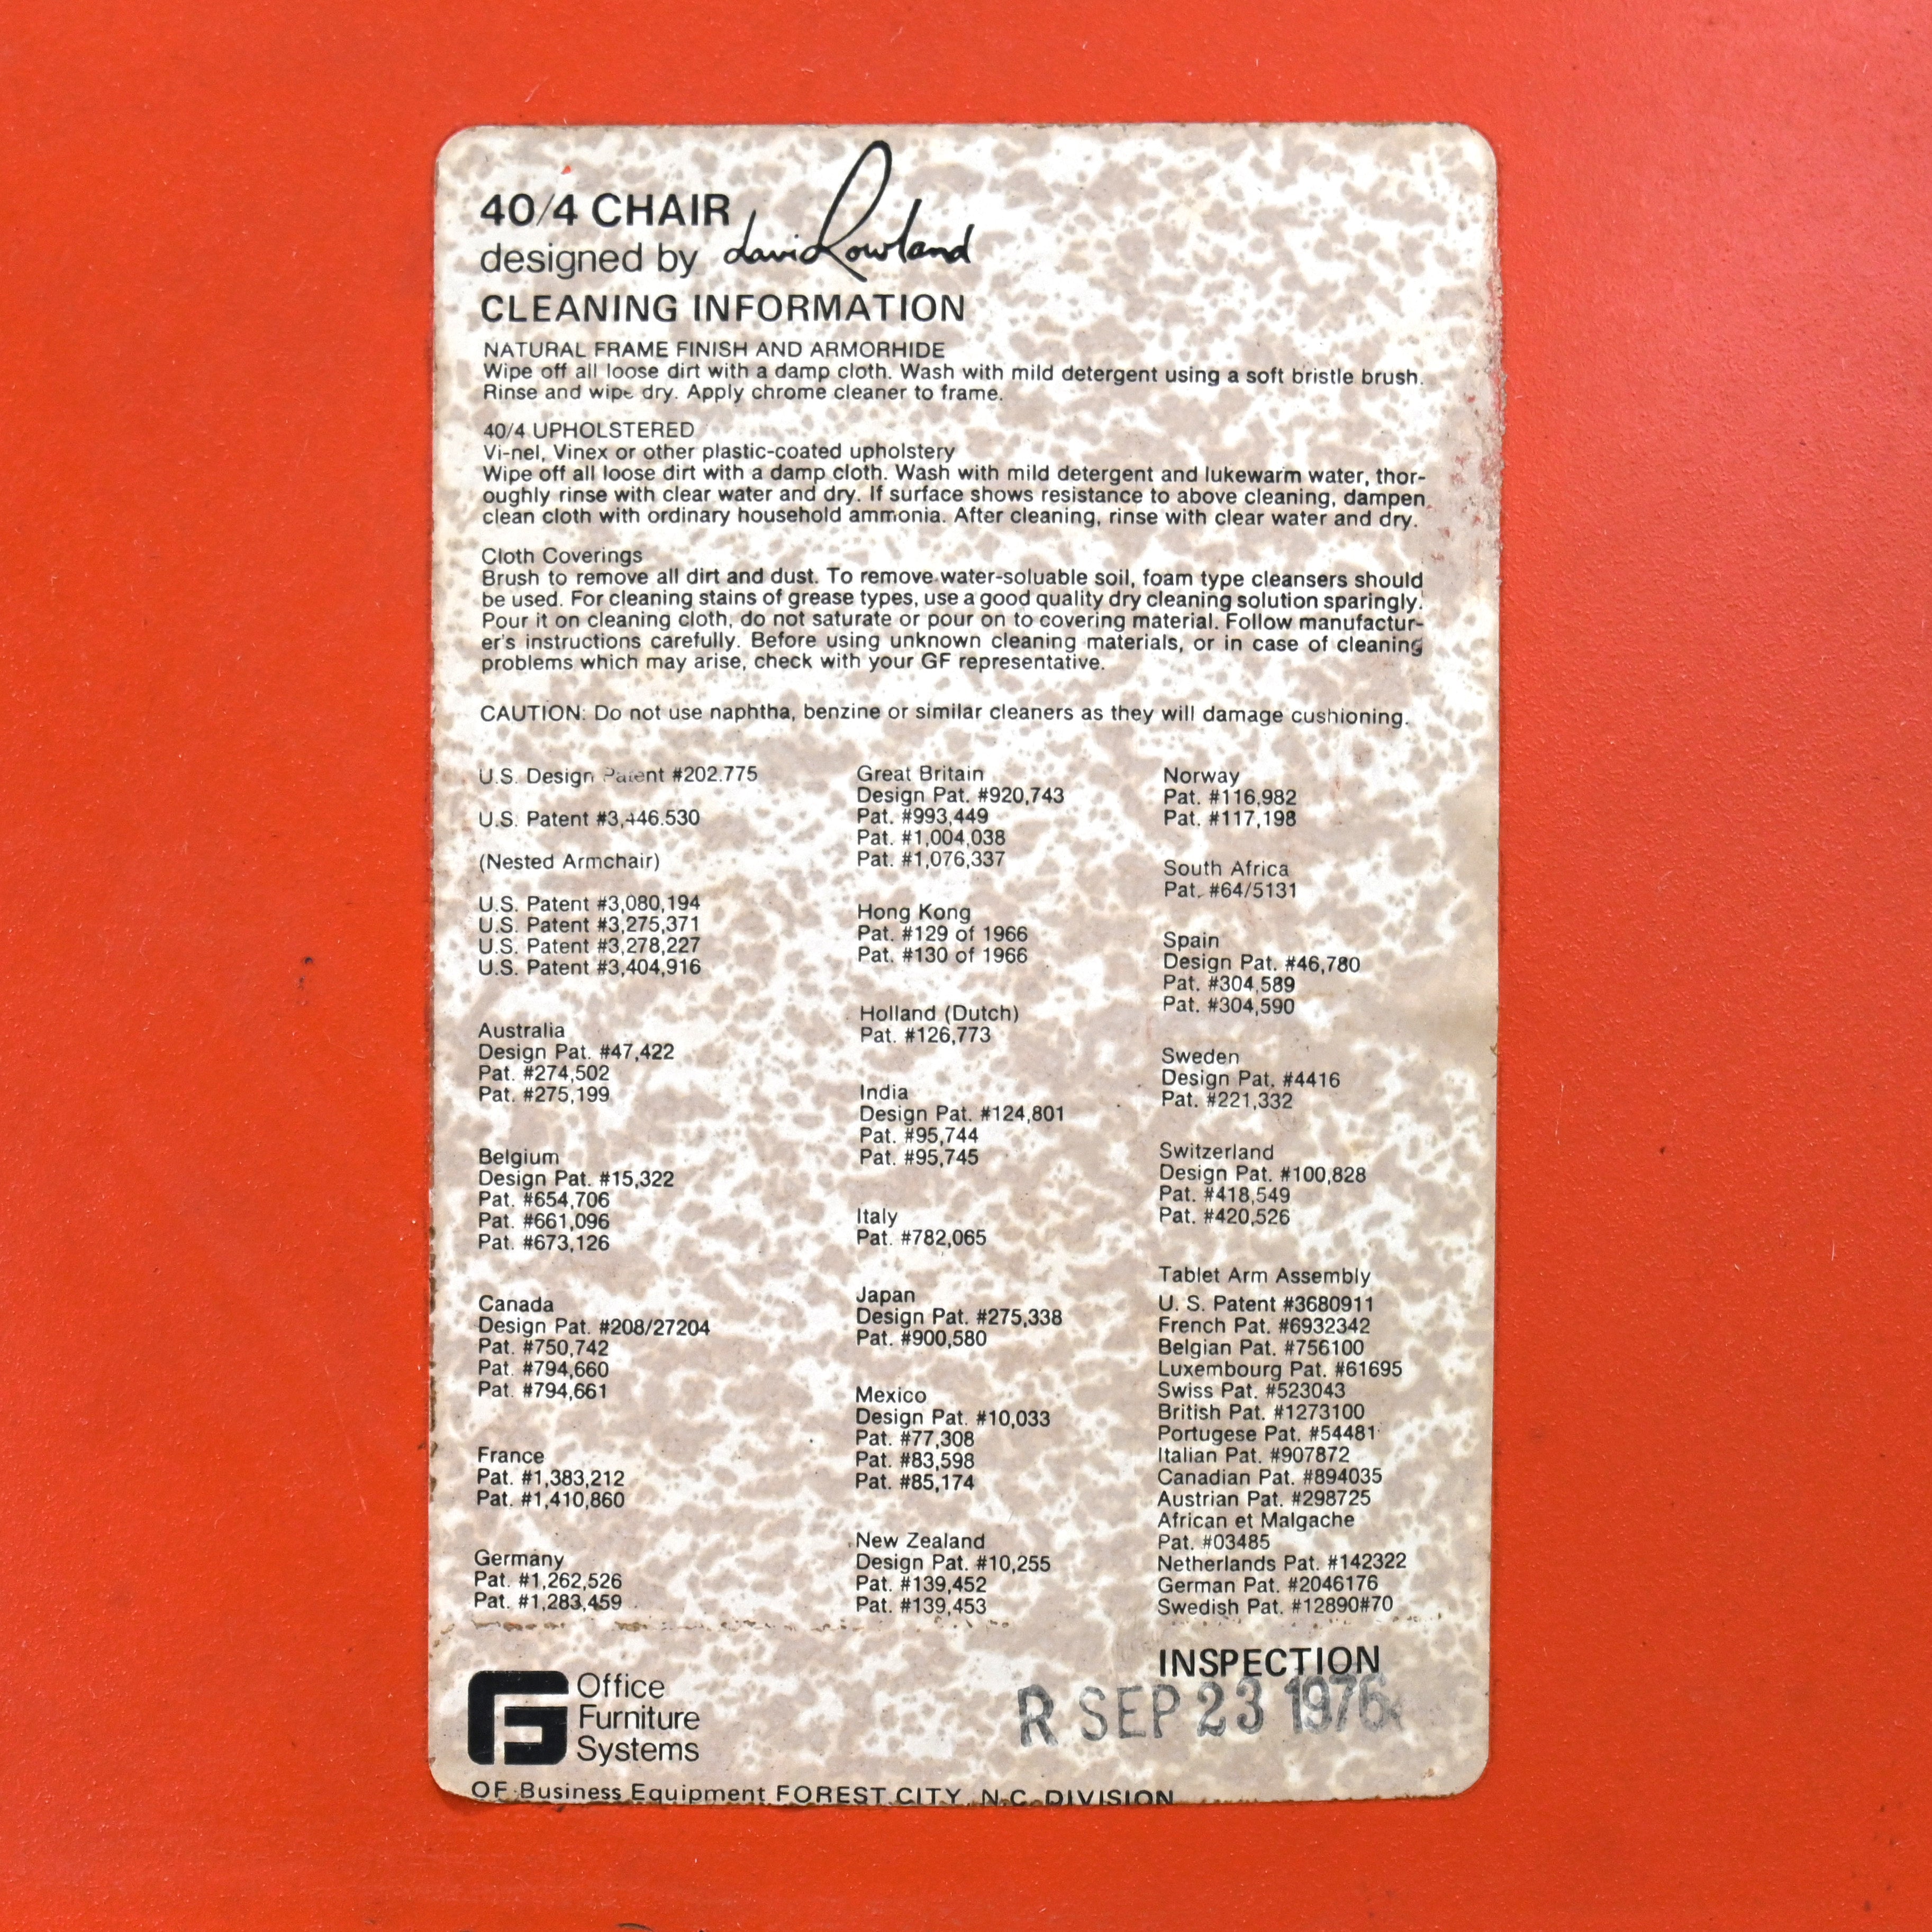 40/4 CHAIR
designed by david Rowland
CLEANING INFORMATION
NATURAL FRAME FINISH AND ARMORHIDE
Wipe off all loose dirt with a damp cloth. Wash with mild detergent using a soft bristle brush.
Rinse and wipe dry. Apply chrome cleaner to frame.
40/4 UPHOLSTERED
Vi-nel, Vinex or other plastic-coated upholstery
Wipe off all loose dirt with a damp cloth. Wash with mild detergent and lukewarm water, thor-
oughly rinse with clear water and dry. If surface shows resistance to above cleaning, dampen
clean cloth with ordinary household ammonia. After cleaning, rinse with clear water and dry.
Cloth Coverings
Brush to remove all dirt and dust. To remove water-soluable soil, foam type cleansers should
be used. For cleaning stains of grease types, use a good quality dry cleaning solution sparingly.
Pour it on cleaning cloth, do not saturate or pour on to covering material. Follow manufactur-
er's instructions carefully. Before using unknown cleaning materials, or in case of cleaning
problems which may arise, check with your GF representative.
CAUTION: Do not use naphtha, benzine or similar cleaners as they will damage cushioning.
U.S. Design Patent #202.775
U.S. Patent #3,446.530
(Nested Armchair)
U.S. Patent #3,080,194
U.S. Patent #3,275,371
U.S. Patent #3,278,227
U.S. Patent #3,404,916
Australia
Design Pat. #47,422
Pat. #274,502
Pat. #275,199
Belgium
Design Pat. #15,322
Pat. #654,706
Pat. #661,096
Pat. #673,126
Canada
Design Pat. #208/27204
Pat. #750,742
Pat. #794,660
Pat. #794,661
France
Pat. #1,383,212
Pat. #1,410,860
Germany
Pat. #1,262,526
Pat. #1,283,459
Great Britain
Design Pat. #920,743
Pat. #993,449
Pat. #1,004,038
Pat. #1,076,337
Hong Kong
Pat. #129 of 1966
Pat. #130 of 1966
Holland (Dutch)
Pat. #126,773
India
Design Pat. #124,801
Pat. #95,744
Pat. #95,745
Italy
Pat. #782,065
Japan
Design Pat. #275,338
Pat. #900,580
Mexico
Design Pat. #10,033
Pat. #77,308
Pat. #83,598
Pat. #85,174
New Zealand
Design Pat. #10,255
Pat. #139,452
Pat. #139,453
Norway
Pat. #116,982
Pat. #117,198
South Africa
Pat. #64/5131
Spain
Design Pat. #46,780
Pat. #304,589
Pat. #304,590
Sweden
Design Pat. #4416
Pat. #221,332
Switzerland
Design Pat. #100,828
Pat. #418,549
Pat. #420,526
Tablet Arm Assembly
U. S. Patent #3680911
French Pat. #6932342
Belgian Pat. #756100
Luxembourg Pat. #61695
Swiss Pat. #523043
British Pat. #1273100
Portugese Pat. #54481
Italian Pat. #907872
Canadian Pat. #894035
Austrian Pat. #298725
African et Malgache
Pat. #03485
Netherlands Pat. #142322
German Pat. #2046176
Swedish Pat. #12890#70
INSPECTION
R SEP 23 1976
GF Office
Furniture
Systems
OF Business Equipment FOREST CITY, N.C. DIVISION